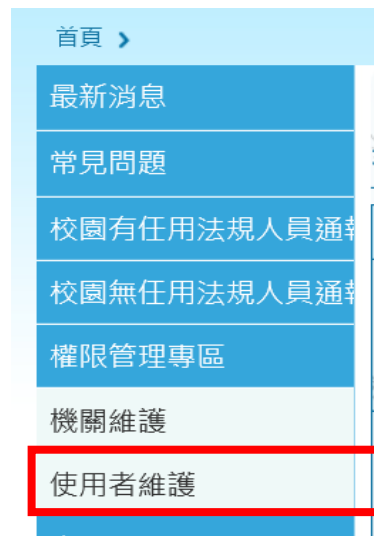 首頁 >
最新消息
常見問題
校園有任用法規人員通
校園無任用法規人員通
權限管理專區
機關維護
使用者維護